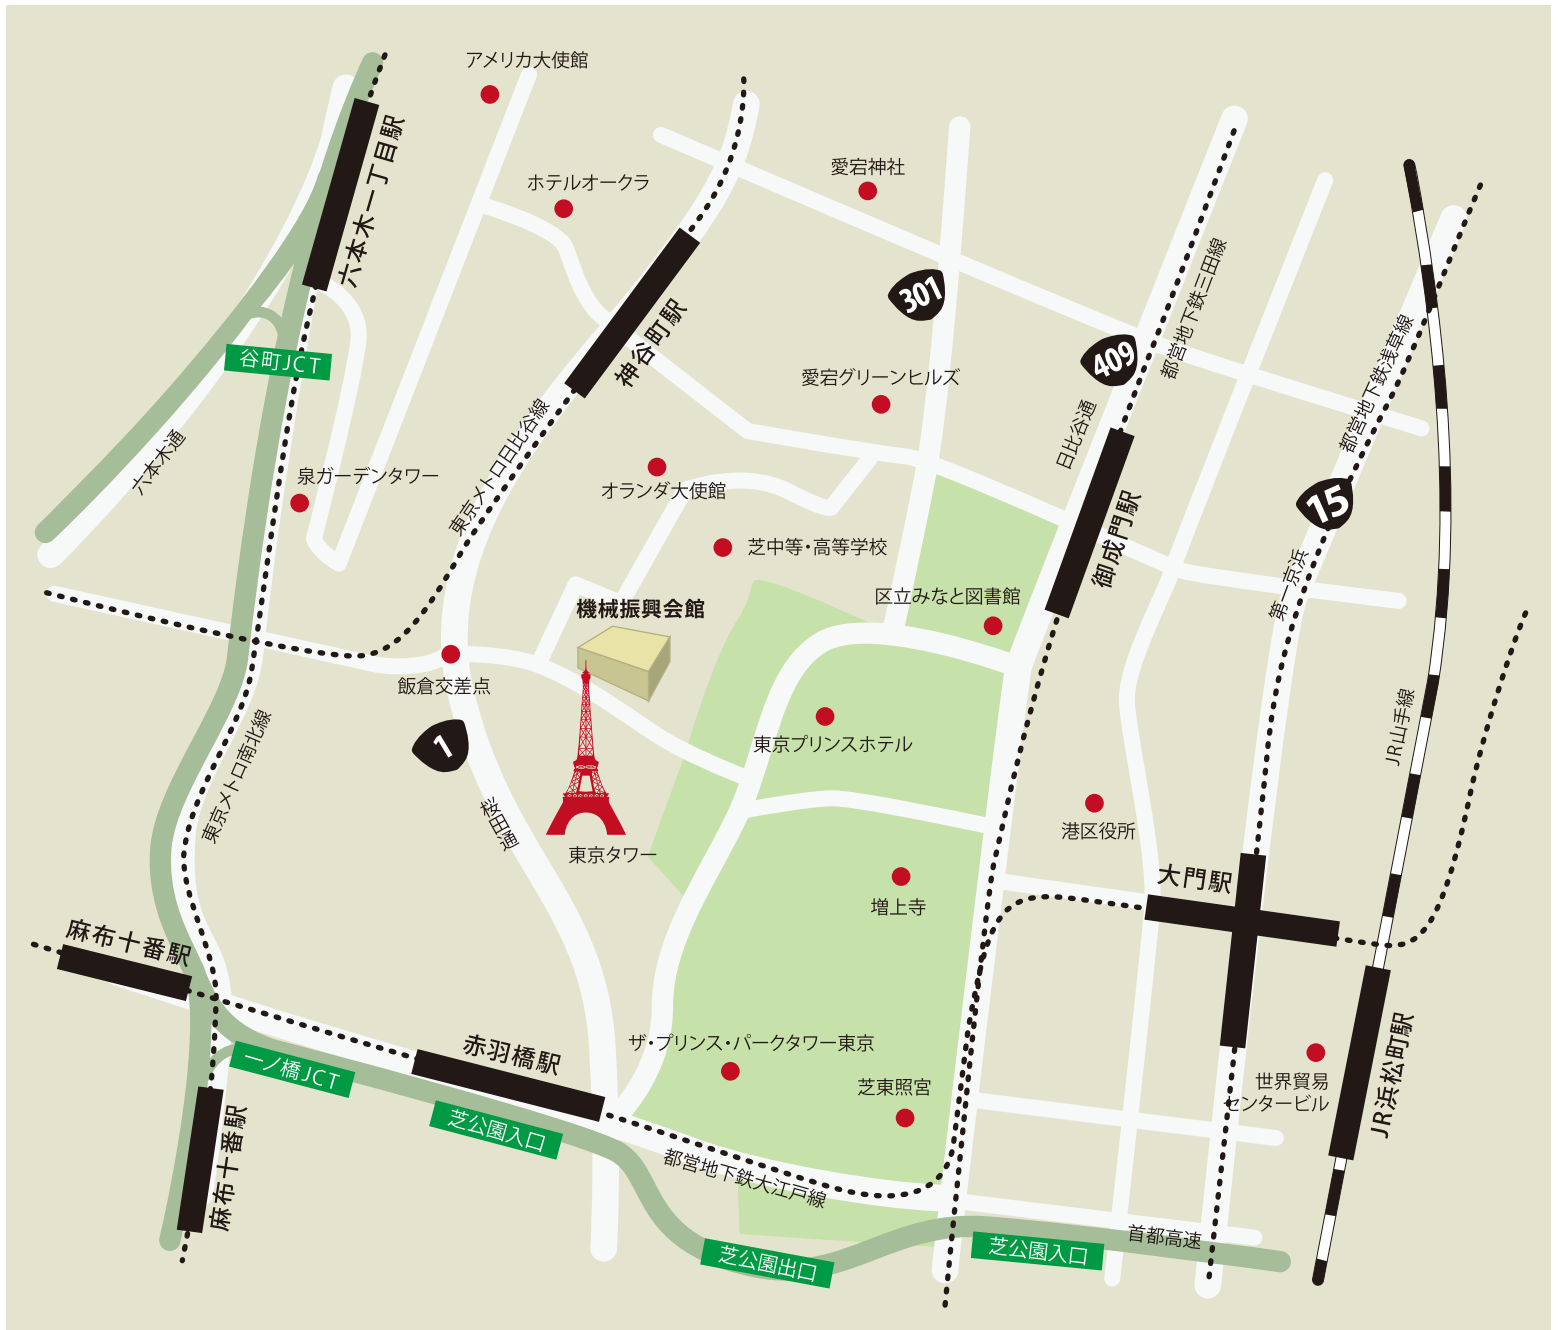 アメリカ大使館
六本木一丁目駅
ホテルオークラ
愛宕神社
神谷町駅
301
都営地下鉄三田線
409
谷町JCT
愛宕グリーンヒルズ
都営地下鉄浅草線
六本木通
東京メトロ日比谷線
日比谷通
泉ガーデンタワー
オランダ大使館
15
御成門駅
芝中等・高等学校
第一京浜
機械振興会館
区立みなと図書館
飯倉交差点
1
東京メトロ南北線
東京プリンスホテル
JR山手線
桜田通
東京タワー
港区役所
大門駅
増上寺
麻布十番駅
一ノ橋JCT
赤羽橋駅
ザ・プリンス・パークタワー東京
芝東照宮
世界貿易
センタービル
JR浜松町駅
芝公園入口
麻布十番駅
都営地下鉄大江戸線
首都高速
芝公園出口
芝公園入口